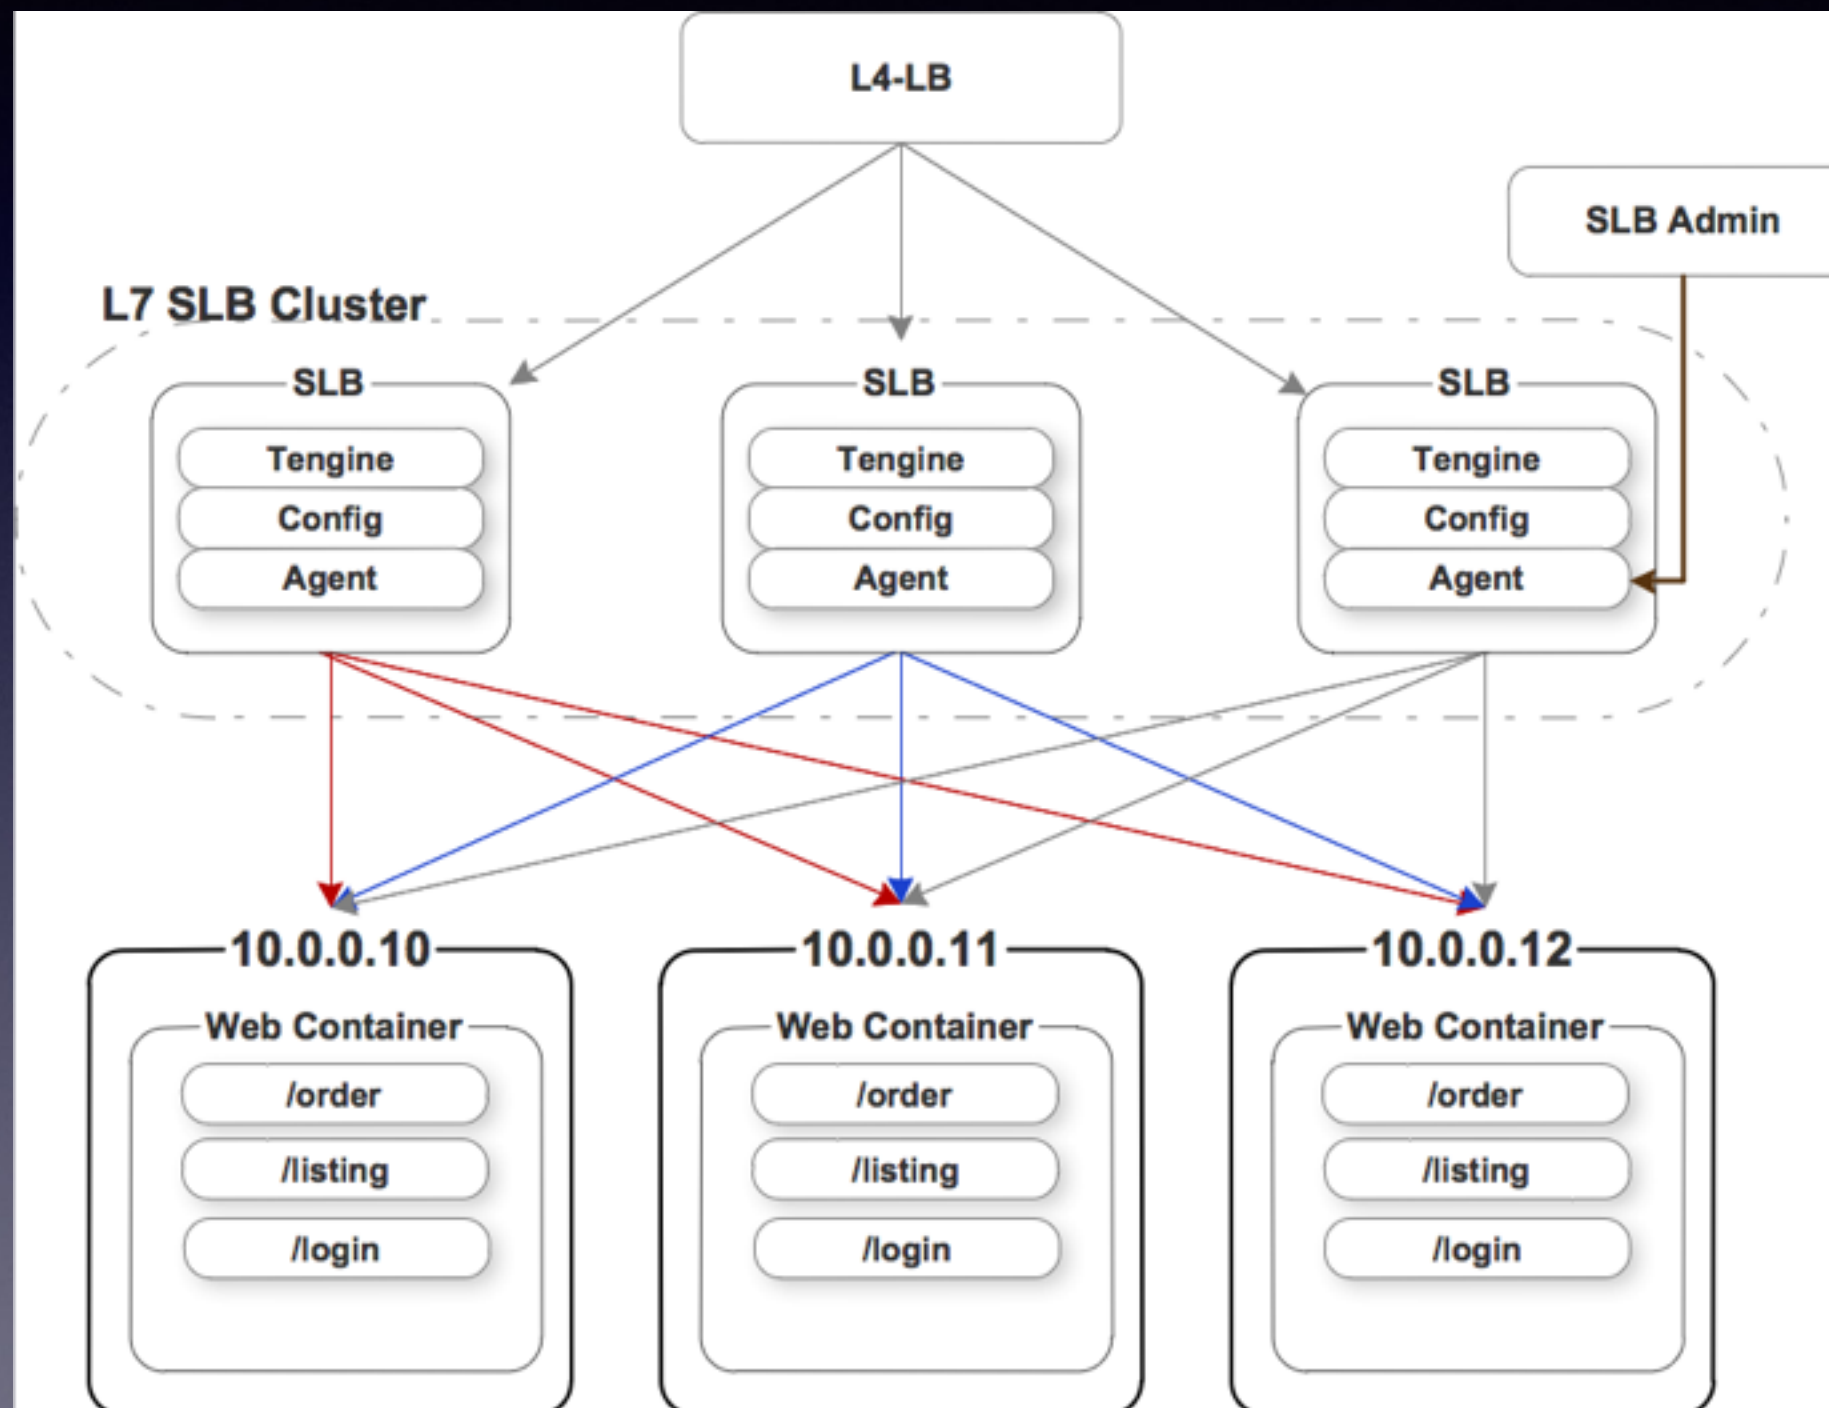 L4-LB
SLB Admin
L7 SLB Cluster
SLB
Tengine
Config
Agent
SLB
Tengine
Config
Agent
SLB
Tengine
Config
Agent
10.0.0.10
Web Container
/order
/listing
/login
10.0.0.11
Web Container
/order
/listing
/login
10.0.0.12
Web Container
/order
/listing
/login